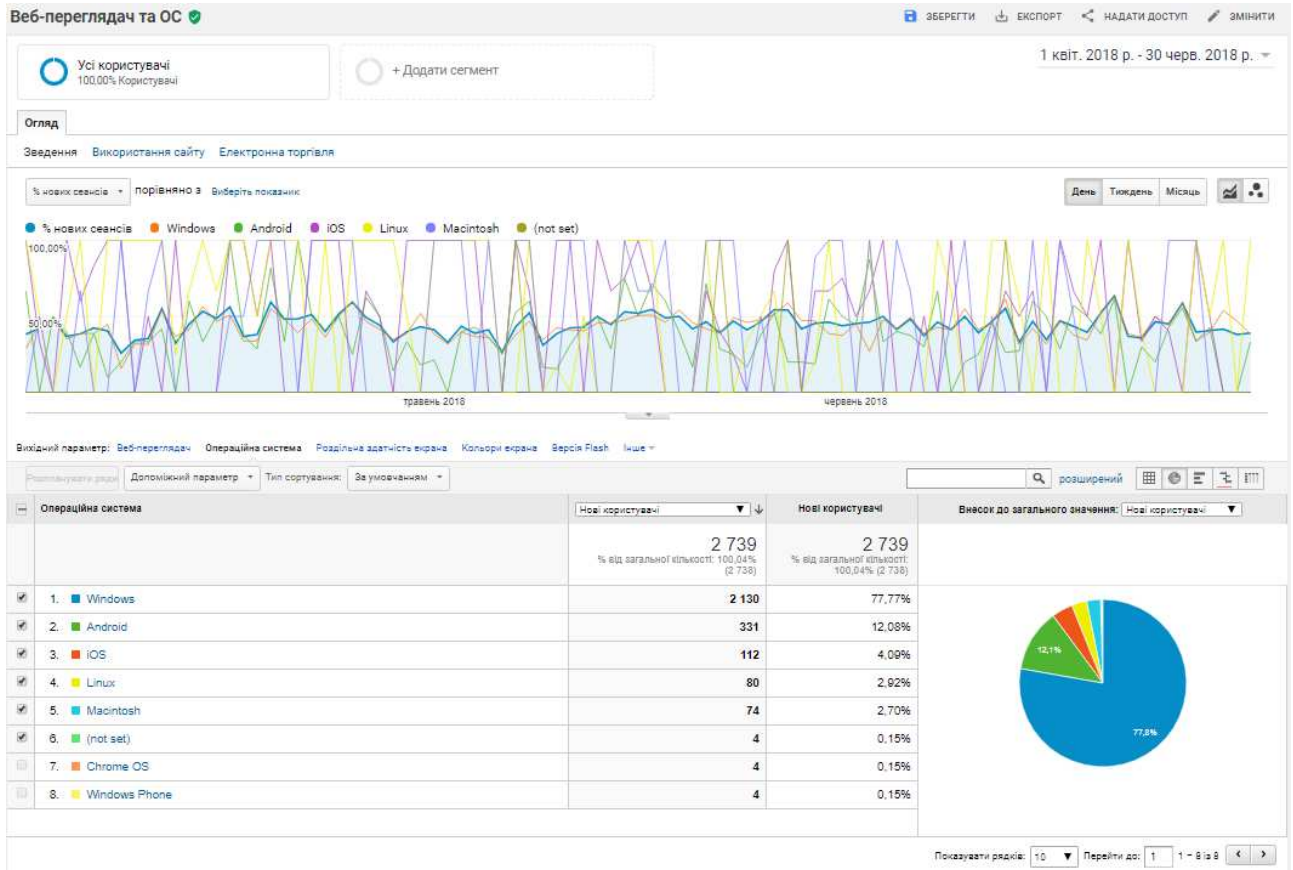 Веб-переглядач та ОС
ЗБЕРЕГТИ ЕКСПОРТ НАДАТИ ДОСТУП ЗМІНИТИ
Усі користувачі
100,00% Користувачі
+ Додати сегмент
1 квіт. 2018 р. - 30 черв. 2018 р.
Огляд
Зведення Використання сайту Електронна торгівля
% нових сеансів порівняно з Виберіть показник
День Тиждень Місяць
% нових сеансів Windows Android iOS Linux Macintosh (not set)
100,00%
50,00%
травень 2018 червень 2018
Вихідний параметр: Веб-переглядач Операційна система Роздільна здатність екрана Кольори екрана Версія Flash Інше
Розпланувати ряди Допоміжний параметр Тип сортування: За умовчанням
розширений
Операційна система Нові користувачі Нові користувачі Внесок до загального значення: Нові користувачі
2 739 2 739
% від загальної кількості: 100,04% % від загальної кількості:
(2 738) 100,04% (2 738)
1. Windows 2 130 77,77%
2. Android 331 12,08%
3. iOS 112 4,09%
4. Linux 80 2,92%
5. Macintosh 74 2,70%
6. (not set) 4 0,15%
7. Chrome OS 4 0,15%
8. Windows Phone 4 0,15%
12,1%
77,8%
Показувати рядків: 10 Перейти до: 1 1 – 8 із 8